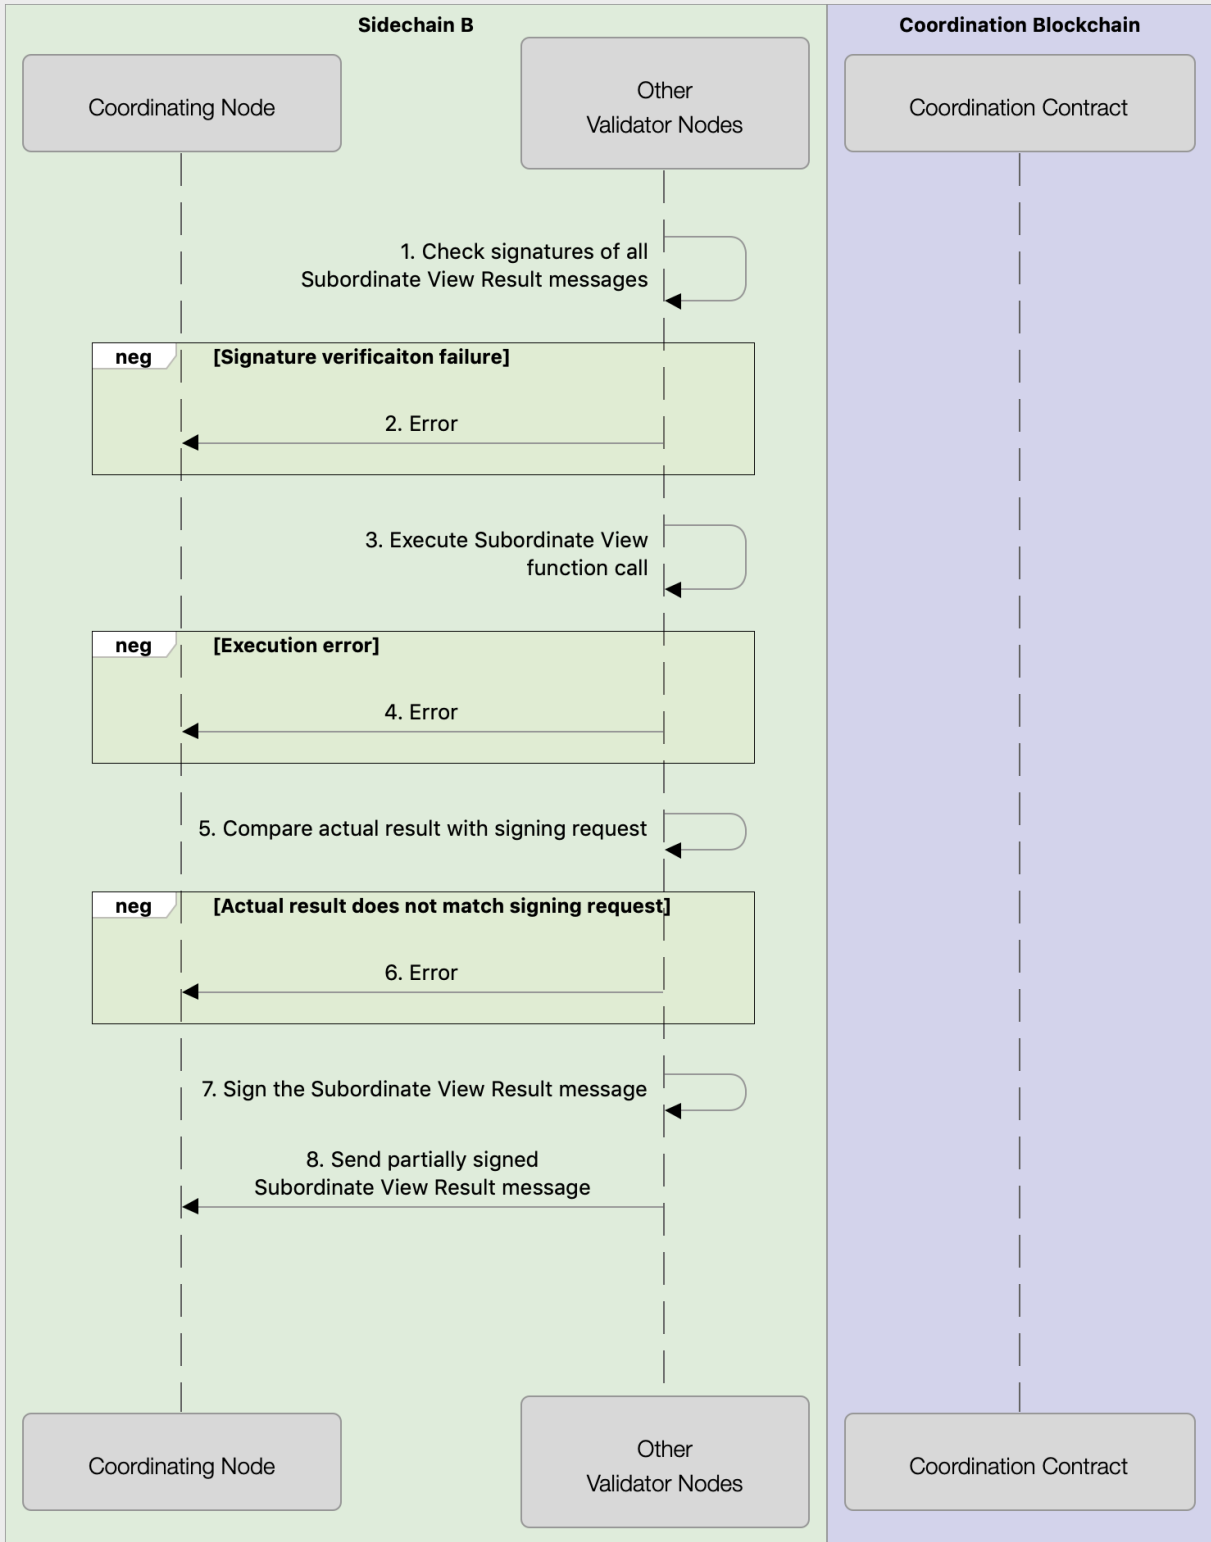 Sidechain B
Coordination Blockchain
Coordinating Node
Other
Validator Nodes
Coordination Contract
1. Check signatures of all
Subordinate View Result messages
neg
[Signature verificaiton failure]
2. Error
3. Execute Subordinate View
function call
neg
[Execution error]
4. Error
5. Compare actual result with signing request
neg
[Actual result does not match signing request]
6. Error
7. Sign the Subordinate View Result message
8. Send partially signed
Subordinate View Result message
Coordinating Node
Other
Validator Nodes
Coordination Contract